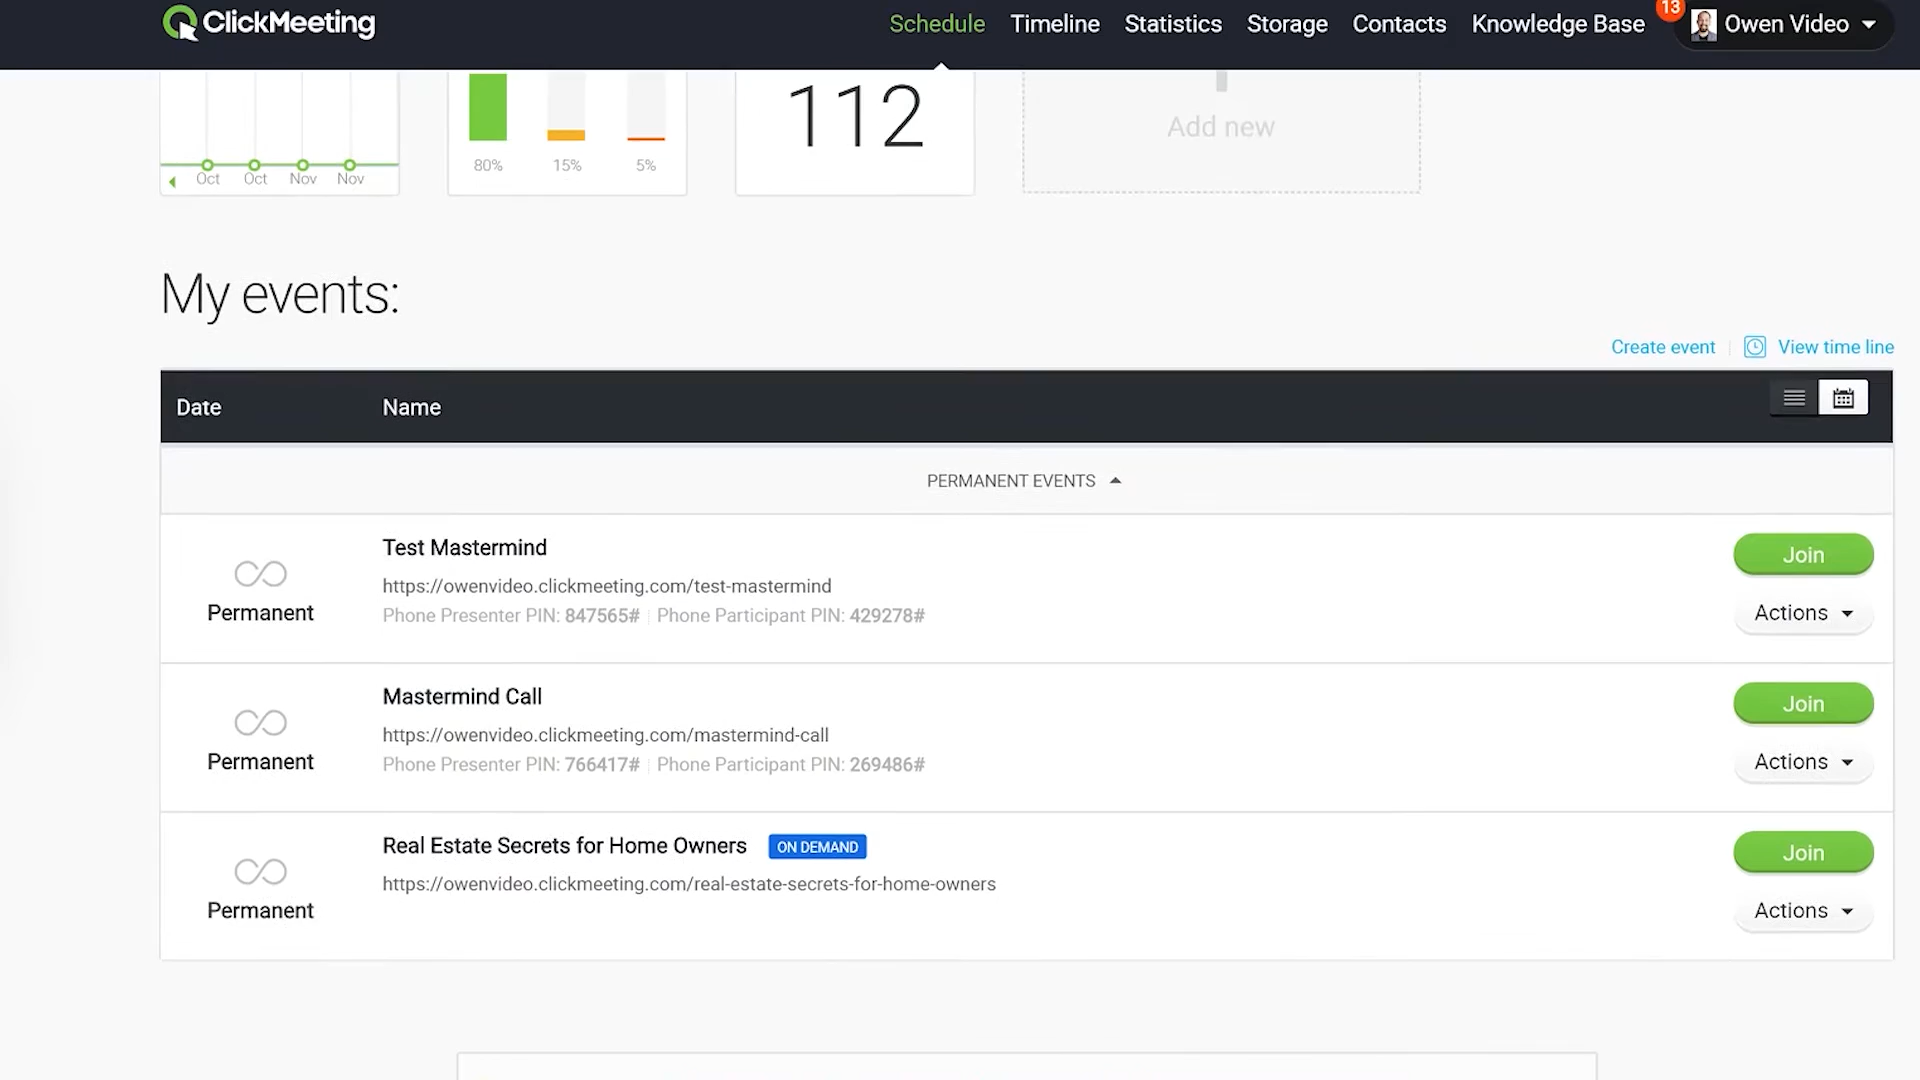 ClickMeeting
Schedule Timeline Statistics Storage Contacts Knowledge Base 13 Owen Video
Oct Oct Nov Nov
80% 15% 5%
112
Add new
My events:
Create event View time line
Date Name
PERMANENT EVENTS
Test Mastermind
https://owenvideo.clickmeeting.com/test-mastermind
Phone Presenter PIN: 847565# Phone Participant PIN: 429278#
Permanent
Join
Actions
Mastermind Call
https://owenvideo.clickmeeting.com/mastermind-call
Phone Presenter PIN: 766417# Phone Participant PIN: 269486#
Permanent
Join
Actions
Real Estate Secrets for Home Owners ON DEMAND
https://owenvideo.clickmeeting.com/real-estate-secrets-for-home-owners
Permanent
Join
Actions